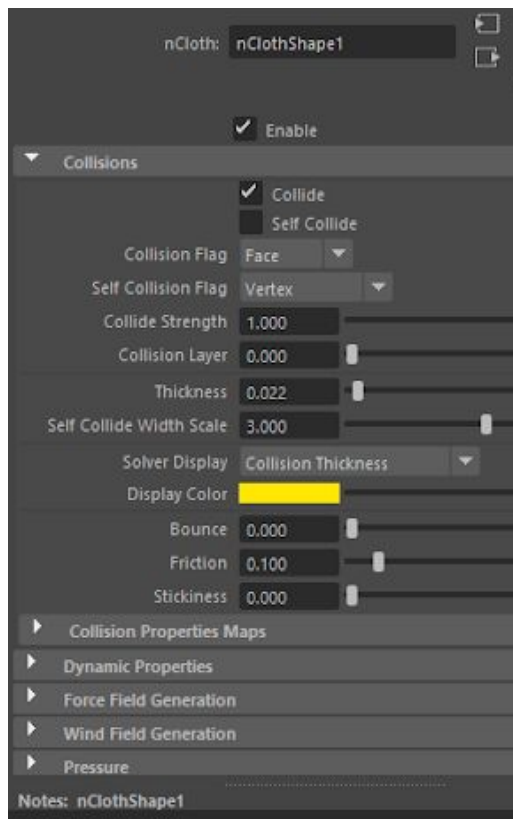 nCloth: nClothShape1
Enable
Collisions
Collide
Self Collide
Collision Flag Face
Self Collision Flag Vertex
Collide Strength 1.000
Collision Layer 0.000
Thickness 0.022
Self Collide Width Scale 3.000
Solver Display Collision Thickness
Display Color
Bounce 0.000
Friction 0.100
Stickiness 0.000
Collision Properties Maps
Dynamic Properties
Force Field Generation
Wind Field Generation
Pressure
Notes: nClothShape1